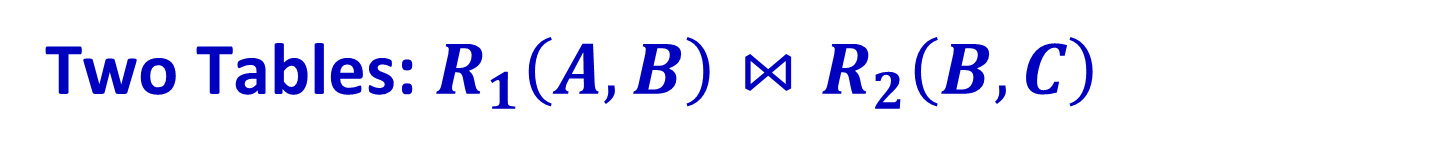 Two Tables: R₁(A, B) ⋈ R₂(B, C)